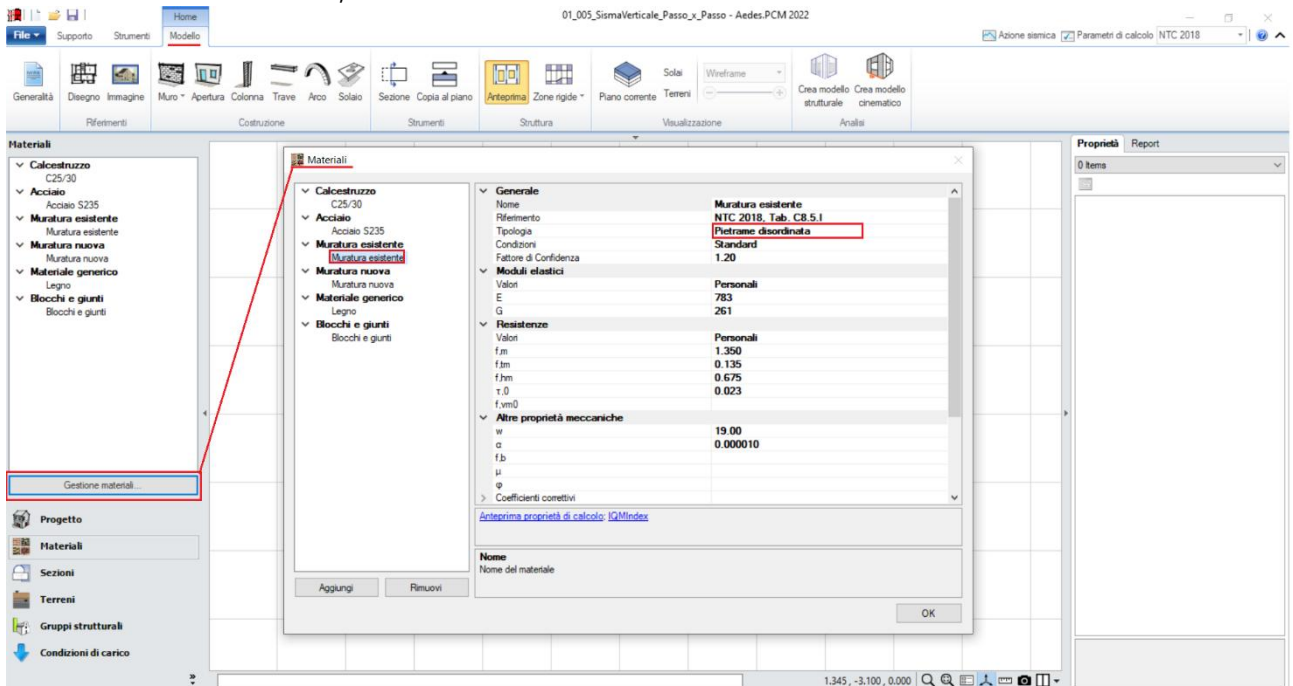 Home
01_005_SismaVerticale_Passo_x_Passo - Aedes.PCM 2022
File Supporto Strumenti Modello
Azione sismica Parametri di calcolo NTC 2018
Generalità Disegno Immagine Muro Apertura Colonna Trave Arco Solaio Sezione Copia al piano Anteprima Zone rigide Piano corrente
Solai Wireframe
Terreni
Crea modello strutturale
Crea modello cinematico
Riferimenti Costruzione Strumenti Struttura Visualizzazione Analisi
Materiali
Calcestruzzo
C25/30
Acciaio
Acciaio S235
Muratura esistente
Muratura esistente
Muratura nuova
Muratura nuova
Materiale generico
Legno
Blocchi e giunti
Blocchi e giunti
Gestione materiali...
Progetto
Materiali
Sezioni
Terreni
Gruppi strutturali
Condizioni di carico
Materiali
Calcestruzzo
C25/30
Acciaio
Acciaio S235
Muratura esistente
Muratura esistente
Muratura nuova
Muratura nuova
Materiale generico
Legno
Blocchi e giunti
Blocchi e giunti
Aggiungi Rimuovi
Generale
Nome Muratura esistente
Riferimento NTC 2018, Tab. C8.5.I
Tipologia Pietrame disordinata
Condizioni Standard
Fattore di Confidenza 1.20
Moduli elastici
Valori Personali
E 783
G 261
Resistenze
Valori Personali
f,m 1.350
f,tm 0.135
f,hm 0.675
τ,0 0.023
f,vm0
Altre proprietà meccaniche
w 19.00
α 0.000010
f,b
μ
φ
Coefficienti correttivi
Anteprima proprietà di calcolo: IQMIndex
Nome
Nome del materiale
OK
Proprietà Report
0 Items
1.345 , -3.100 , 0.000